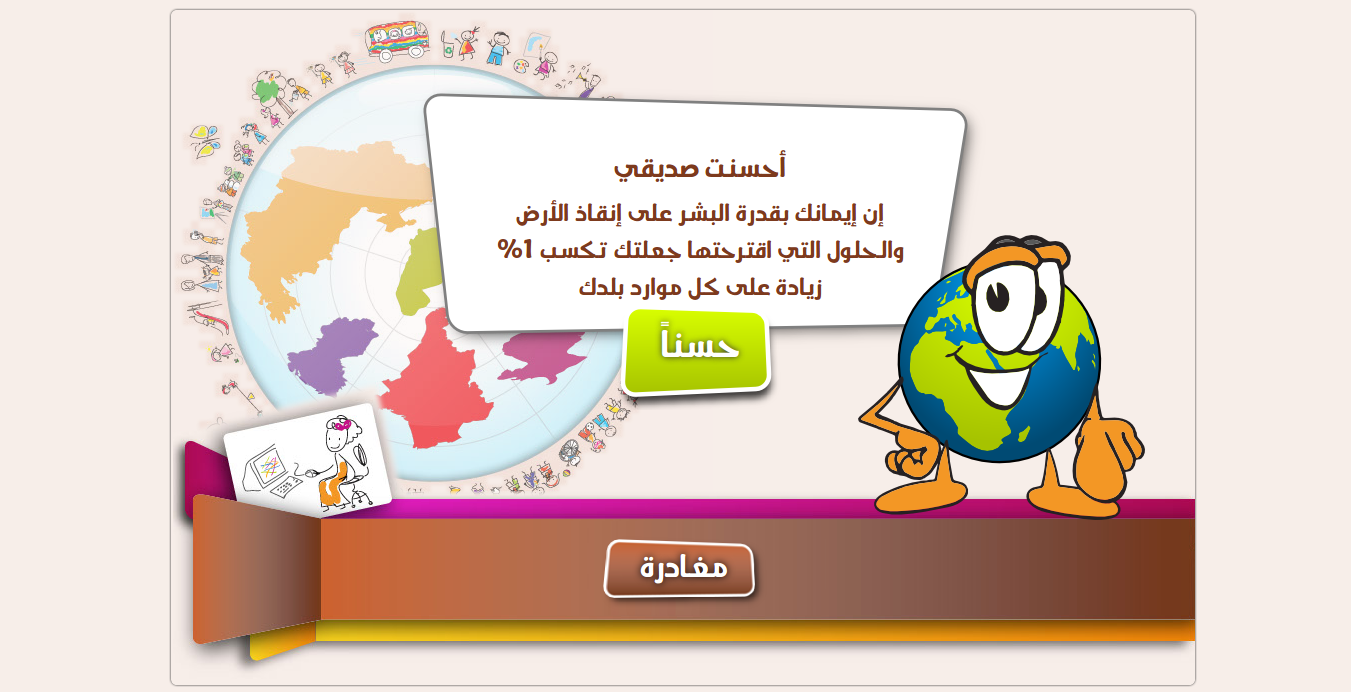 أحسنت صديقي
إن إيمانك بقدرة البشر على إنقاذ الأرض
والحلول التي اقترحتها جعلتك تكسب 1%
زيادة على كل موارد بلدك
حسناً
مغادرة